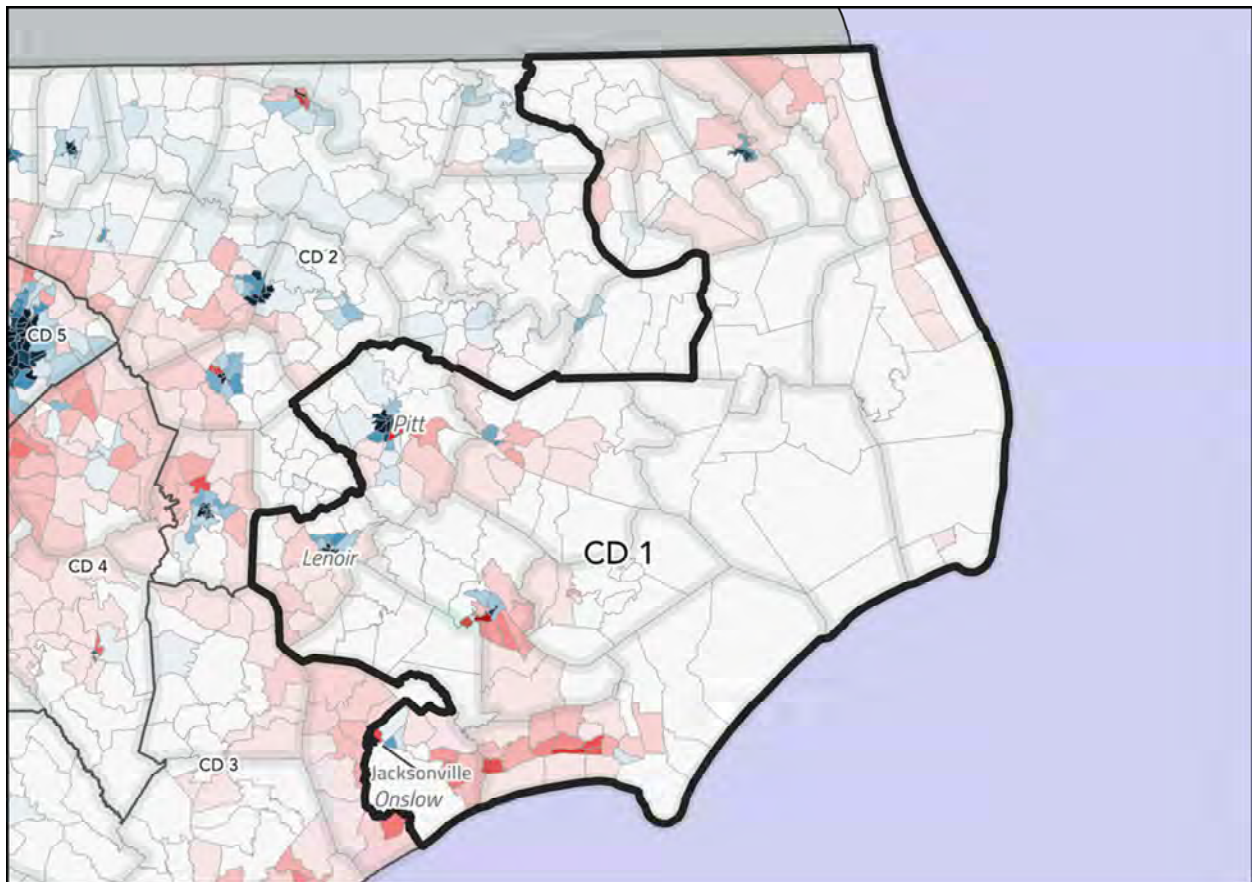 CD 2
CD 5
Pitt
CD 1
Lenoir
CD 4
CD 3
Jacksonville
Onslow